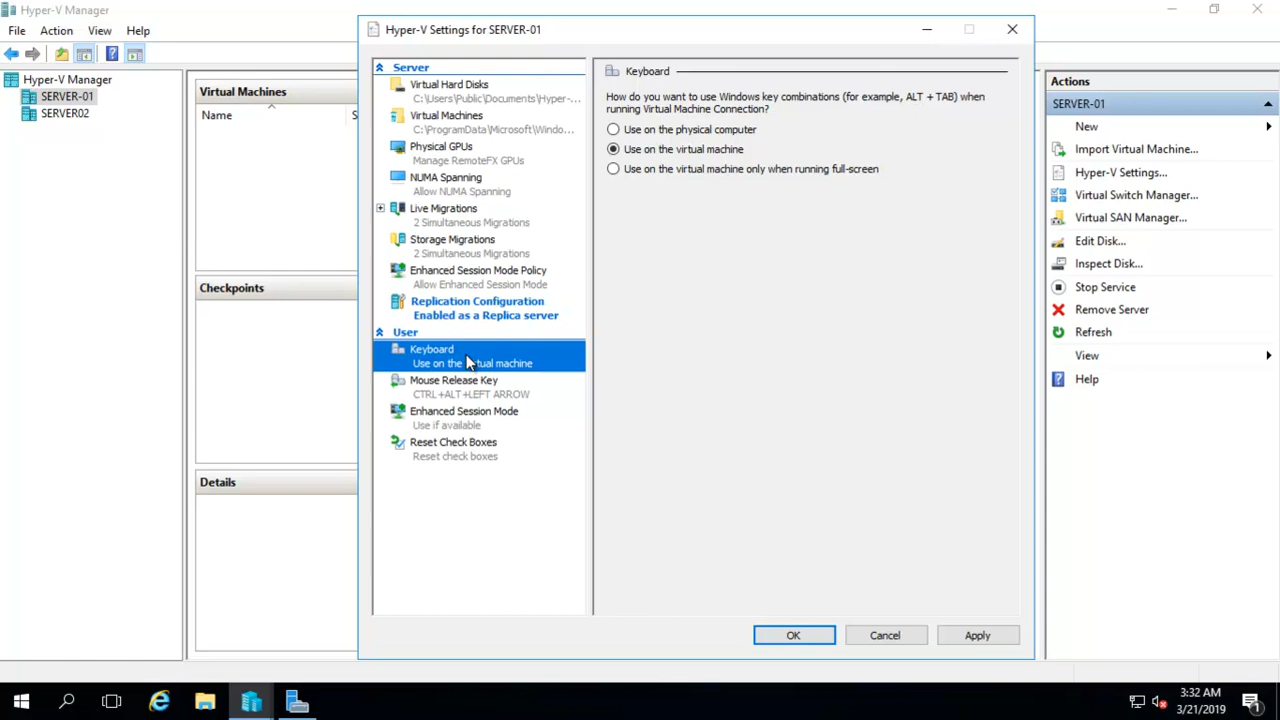 Hyper-V Manager
File Action View Help
Hyper-V Manager
SERVER-01
SERVER02
Virtual Machines
Name
S
Checkpoints
Details
Hyper-V Settings for SERVER-01
Server
Virtual Hard Disks
C:\Users\Public\Documents\Hyper-...
Virtual Machines
C:\ProgramData\Microsoft\Windo...
Physical GPUs
Manage RemoteFX GPUs
NUMA Spanning
Allow NUMA Spanning
Live Migrations
2 Simultaneous Migrations
Storage Migrations
2 Simultaneous Migrations
Enhanced Session Mode Policy
Allow Enhanced Session Mode
Replication Configuration
Enabled as a Replica server
User
Keyboard
Use on the virtual machine
Mouse Release Key
CTRL+ALT+LEFT ARROW
Enhanced Session Mode
Use if available
Reset Check Boxes
Reset check boxes
Keyboard
How do you want to use Windows key combinations (for example, ALT + TAB) when
running Virtual Machine Connection?
Use on the physical computer
Use on the virtual machine
Use on the virtual machine only when running full-screen
OK
Cancel
Apply
Actions
SERVER-01
New
Import Virtual Machine...
Hyper-V Settings...
Virtual Switch Manager...
Virtual SAN Manager...
Edit Disk...
Inspect Disk...
Stop Service
Remove Server
Refresh
View
Help
3:32 AM
3/21/2019
1